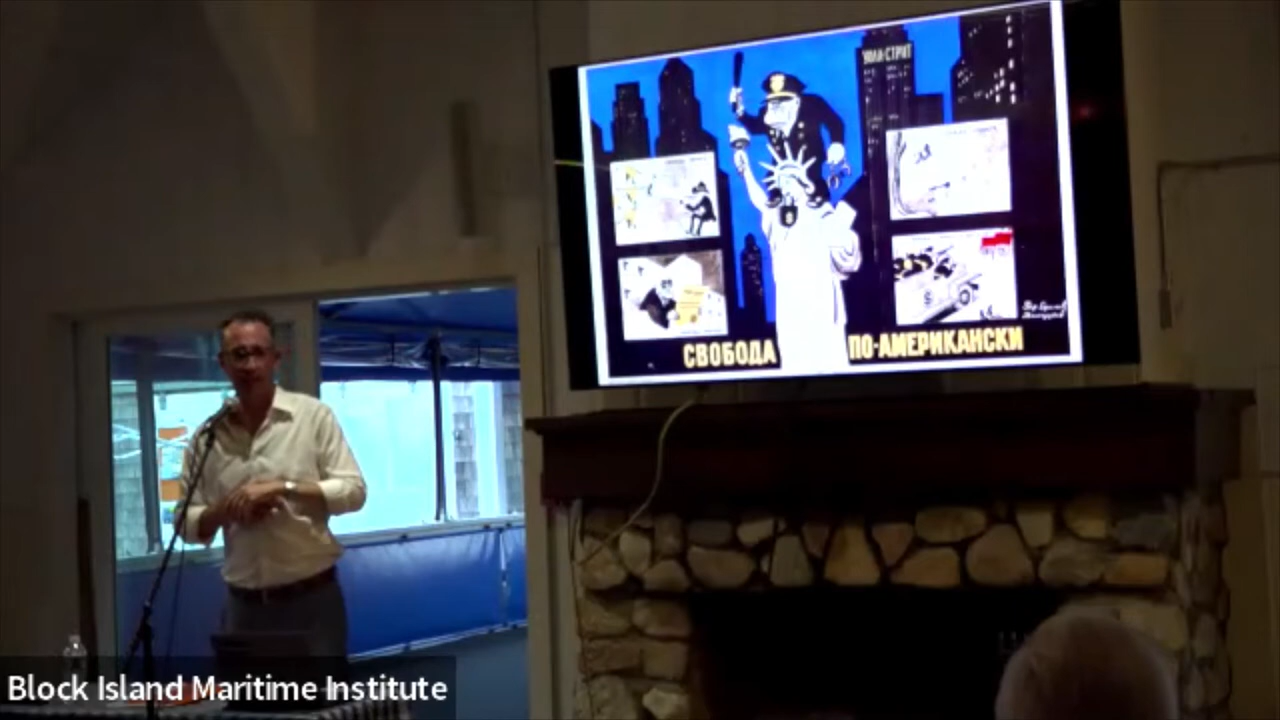 УОЛЛ-СТРИТ
$
СВОБОДА ПО-АМЕРИКАНСКИ
Block Island Maritime Institute